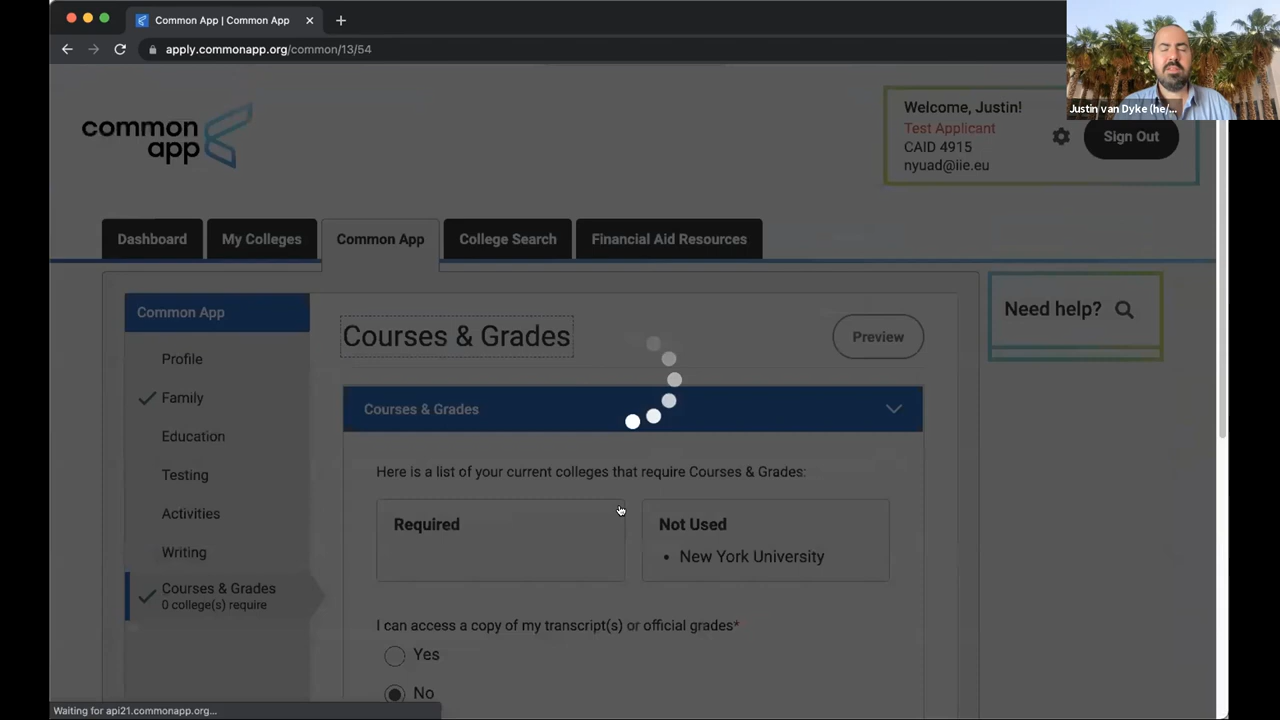 Common App | Common App
apply.commonapp.org/common/13/54
Justin van Dyke (he/...
common
app
Welcome, Justin!
Test Applicant
CAID 4915
nyuad@iie.eu
Sign Out
Dashboard
My Colleges
Common App
College Search
Financial Aid Resources
Common App
Profile
Family
Education
Testing
Activities
Writing
Courses & Grades
0 college(s) require
Courses & Grades
Preview
Courses & Grades
Here is a list of your current colleges that require Courses & Grades:
Required
Not Used
• New York University
I can access a copy of my transcript(s) or official grades*
Yes
No
Need help?
Waiting for api21.commonapp.org...